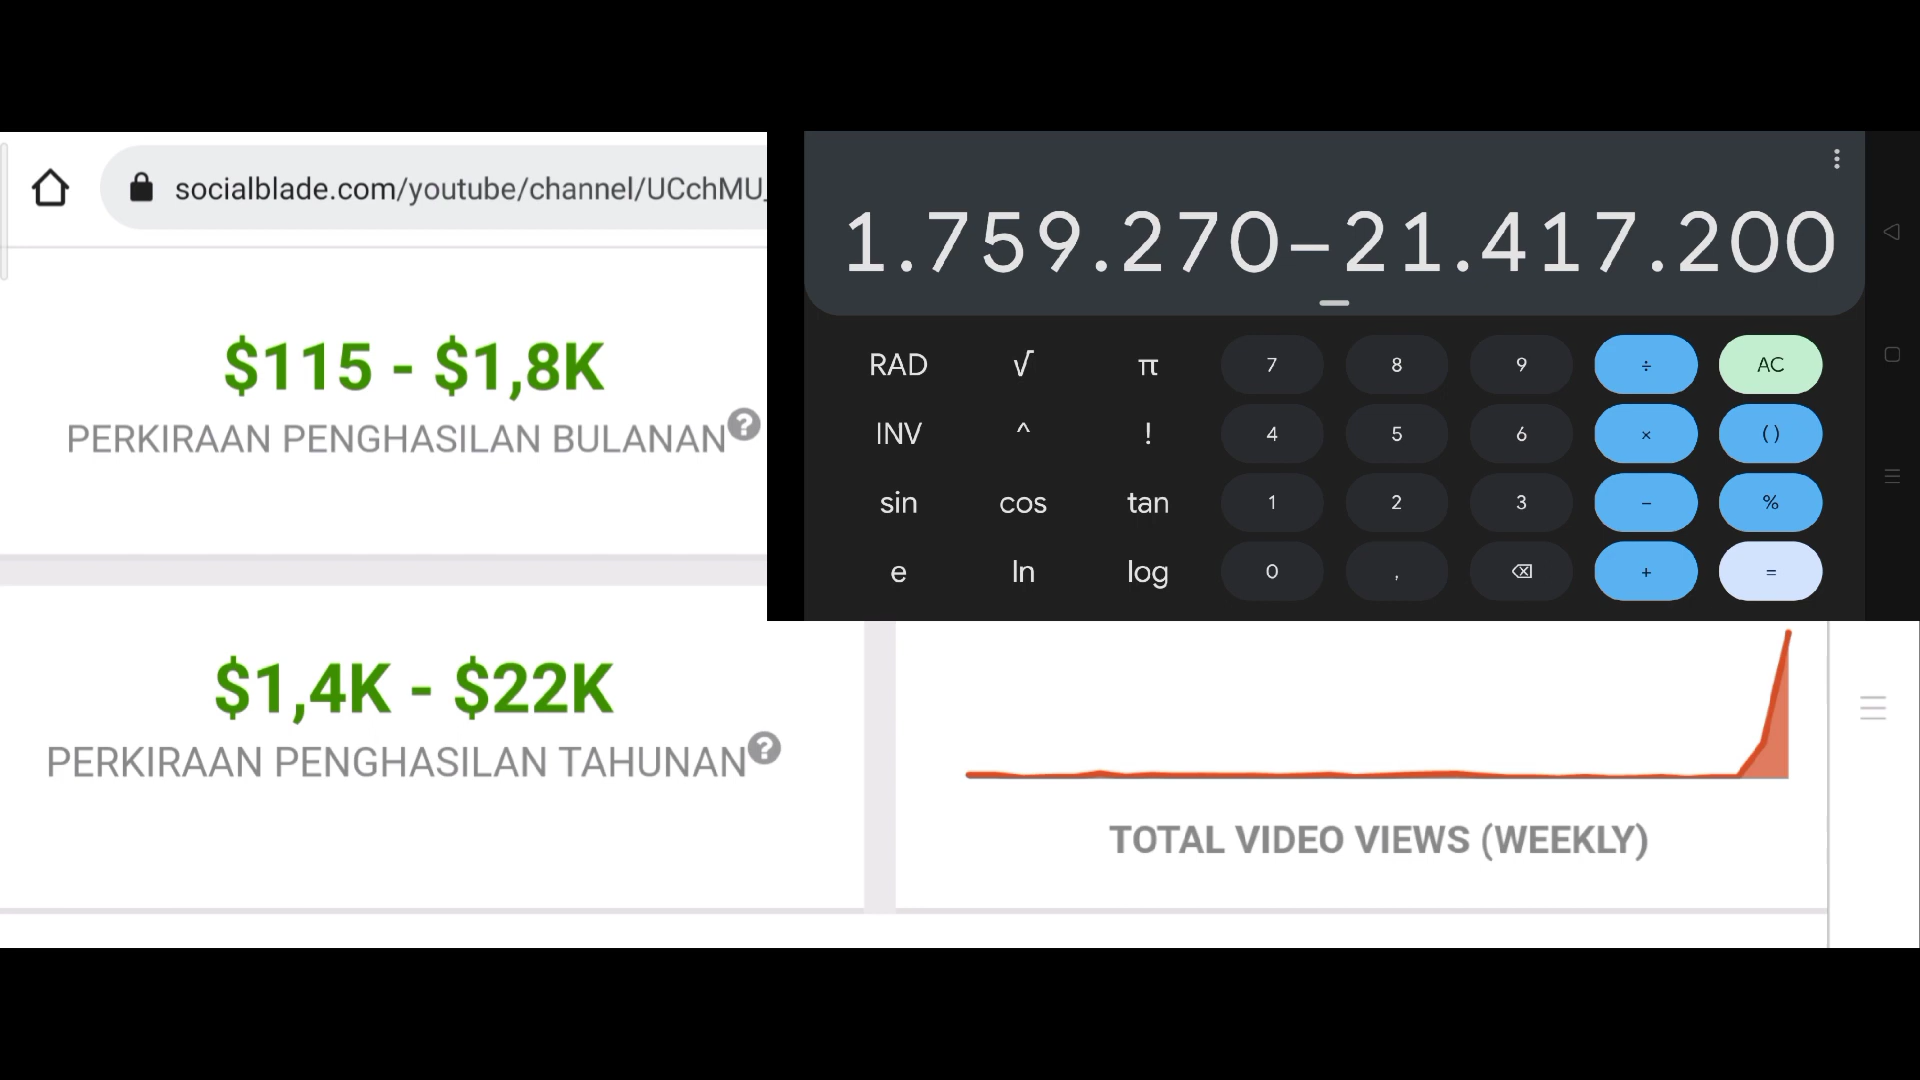 socialblade.com/youtube/channel/UCchMU_
$115 - $1,8K
PERKIRAAN PENGHASILAN BULANAN ?
$1,4K - $22K
PERKIRAAN PENGHASILAN TAHUNAN ?
1.759.270–21.417.200
RAD √ π 7 8 9 ÷ AC
INV ^ ! 4 5 6 × ( )
sin cos tan 1 2 3 − %
e ln log 0 , + =
TOTAL VIDEO VIEWS (WEEKLY)